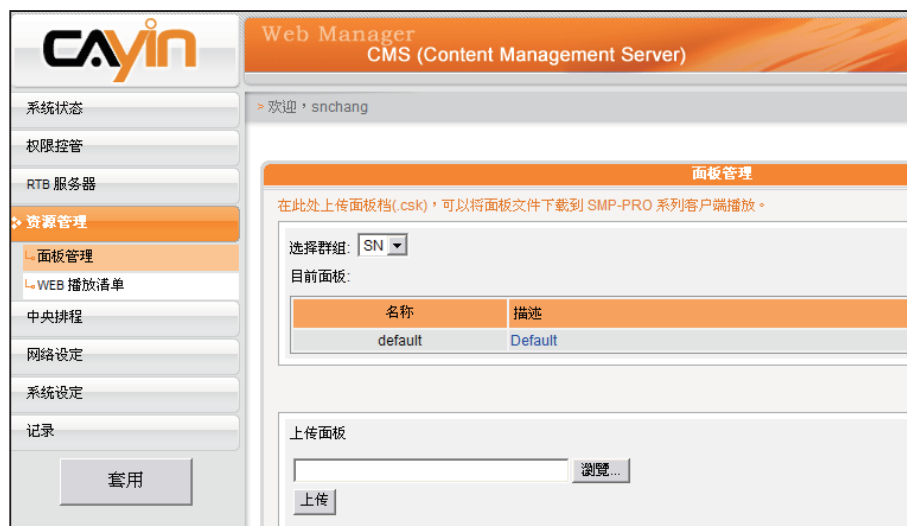 CAyin
Web Manager
CMS (Content Management Server)
系统状态
权限控管
RTB 服务器
资源管理
面板管理
WEB 播放清单
中央排程
网络设定
系统设定
记录
套用
> 欢迎，snchang
面板管理
在此处上传面板档(.csk)，可以将面板文件下载到 SMP-PRO 系列客户端播放。
选择群组: SN
目前面板:
名称 描述
default Default
上传面板
瀏覽...
上传